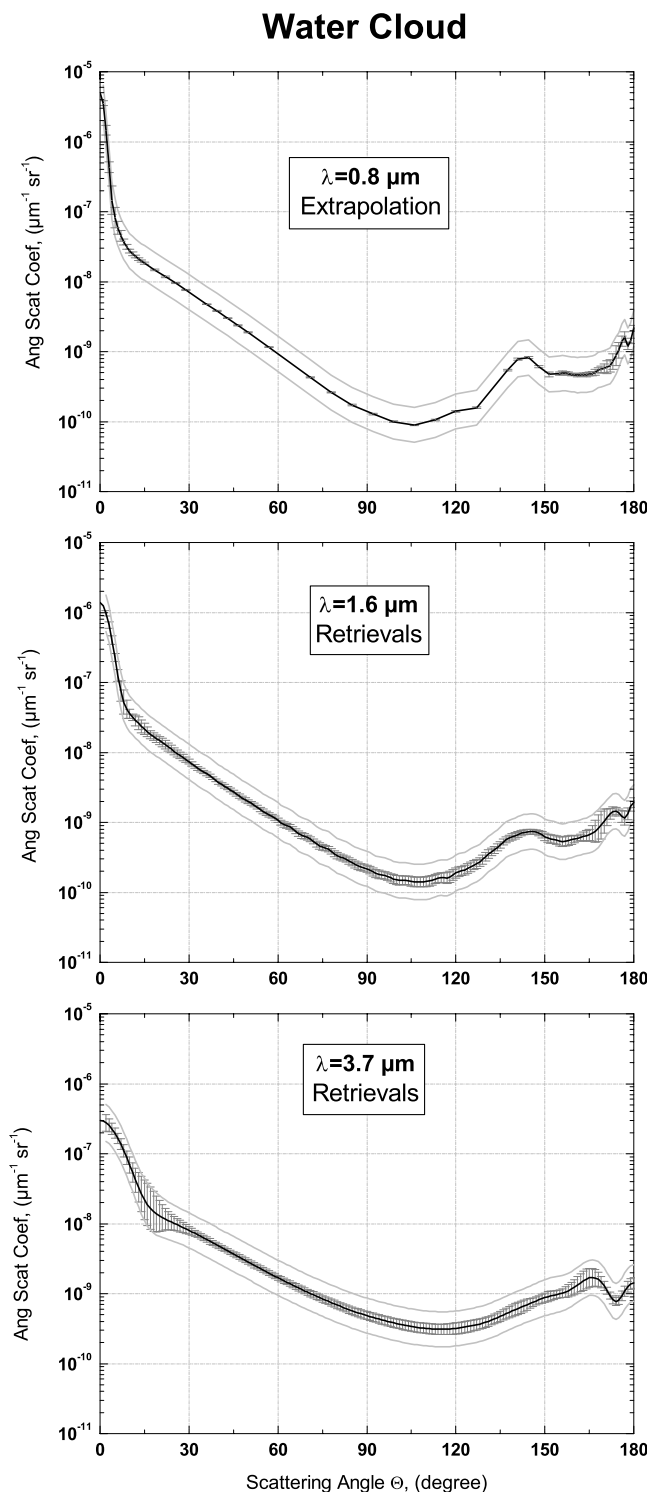 Water Cloud
10⁻⁵
10⁻⁶
10⁻⁷
10⁻⁸
10⁻⁹
10⁻¹⁰
10⁻¹¹
Ang Scat Coef, (µm⁻¹ sr⁻¹)
λ=0.8 µm
Extrapolation
0 30 60 90 120 150 180
10⁻⁵
10⁻⁶
10⁻⁷
10⁻⁸
10⁻⁹
10⁻¹⁰
10⁻¹¹
Ang Scat Coef, (µm⁻¹ sr⁻¹)
λ=1.6 µm
Retrievals
0 30 60 90 120 150 180
10⁻⁵
10⁻⁶
10⁻⁷
10⁻⁸
10⁻⁹
10⁻¹⁰
10⁻¹¹
Ang Scat Coef, (µm⁻¹ sr⁻¹)
λ=3.7 µm
Retrievals
0 30 60 90 120 150 180
Scattering Angle Θ, (degree)